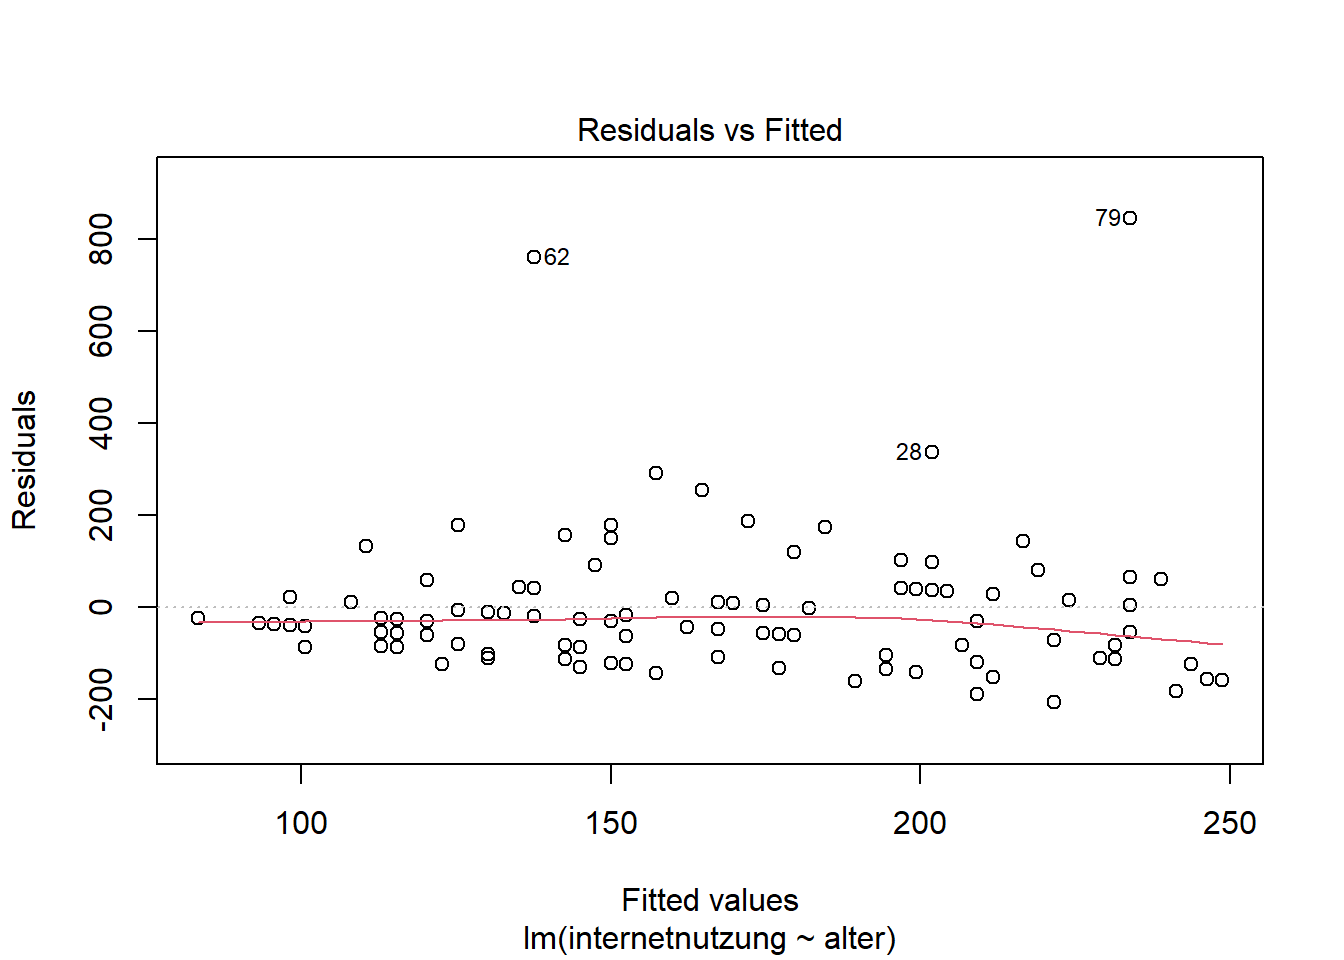 Residuals vs Fitted
Residuals
800
600
400
200
0
-200
79
62
28
100 150 200 250
Fitted values
lm(internetnutzung ~ alter)